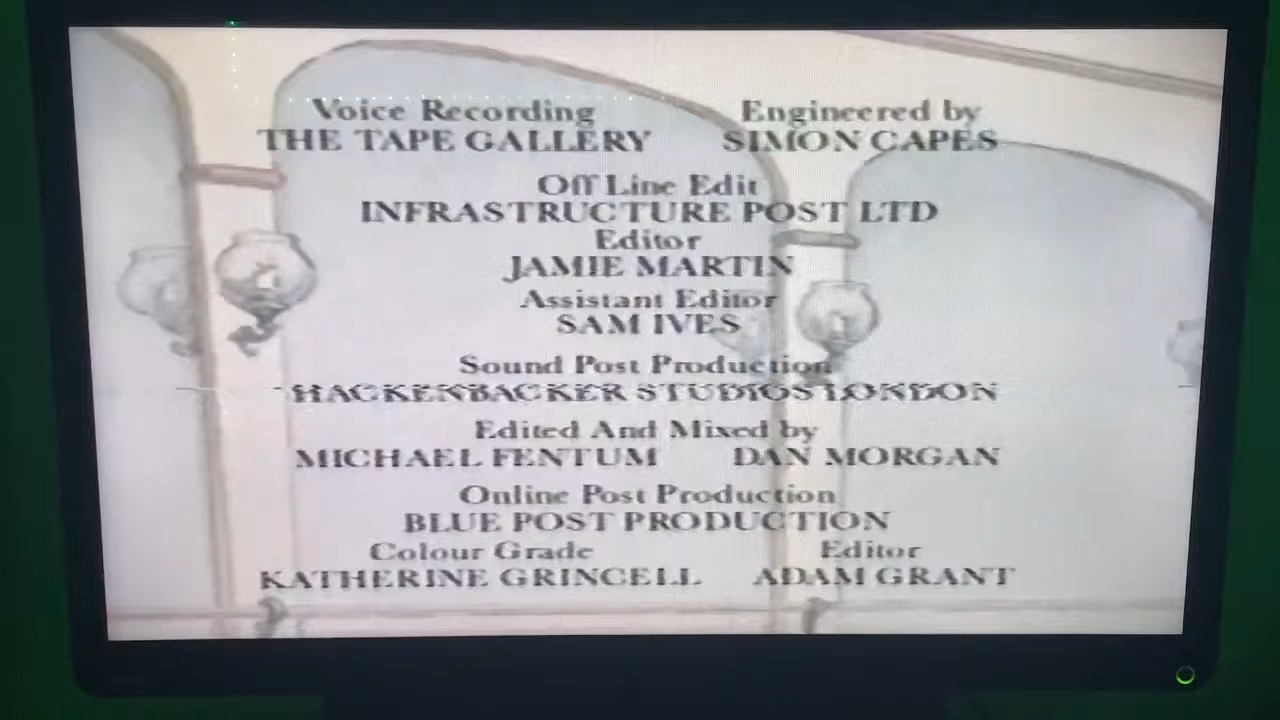 Voice Recording Engineered by
THE TAPE GALLERY SIMON CAPES
Off Line Edit
INFRASTRUCTURE POST LTD
Editor
JAMIE MARTIN
Assistant Editor
SAM IVES
Sound Post Production
HACKENBACKER STUDIOS LONDON
Edited And Mixed by
MICHAEL FENTUM DAN MORGAN
Online Post Production
BLUE POST PRODUCTION
Colour Grade Editor
KATHERINE GRINCELL ADAM GRANT